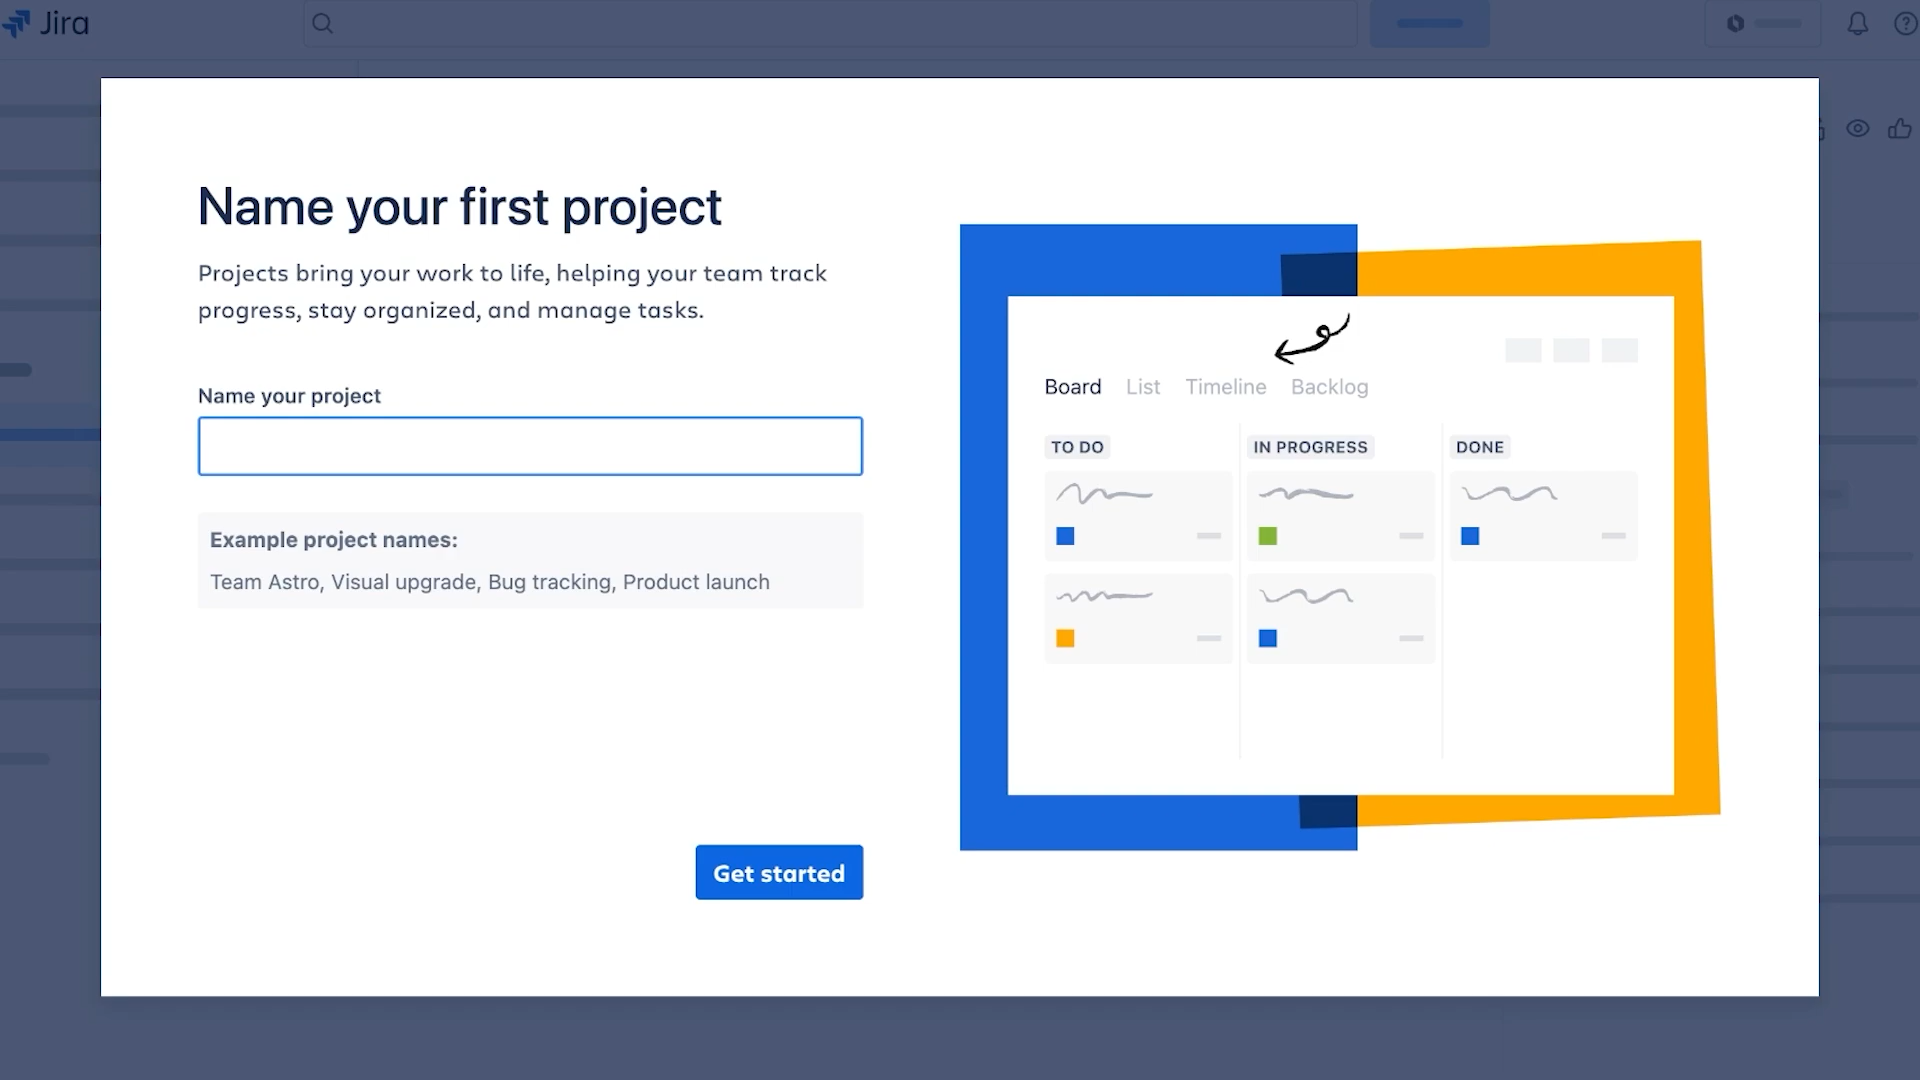 Jira
Name your first project
Projects bring your work to life, helping your team track
progress, stay organized, and manage tasks.
Name your project
Example project names:
Team Astro, Visual upgrade, Bug tracking, Product launch
Get started
Board List Timeline Backlog
TO DO IN PROGRESS DONE